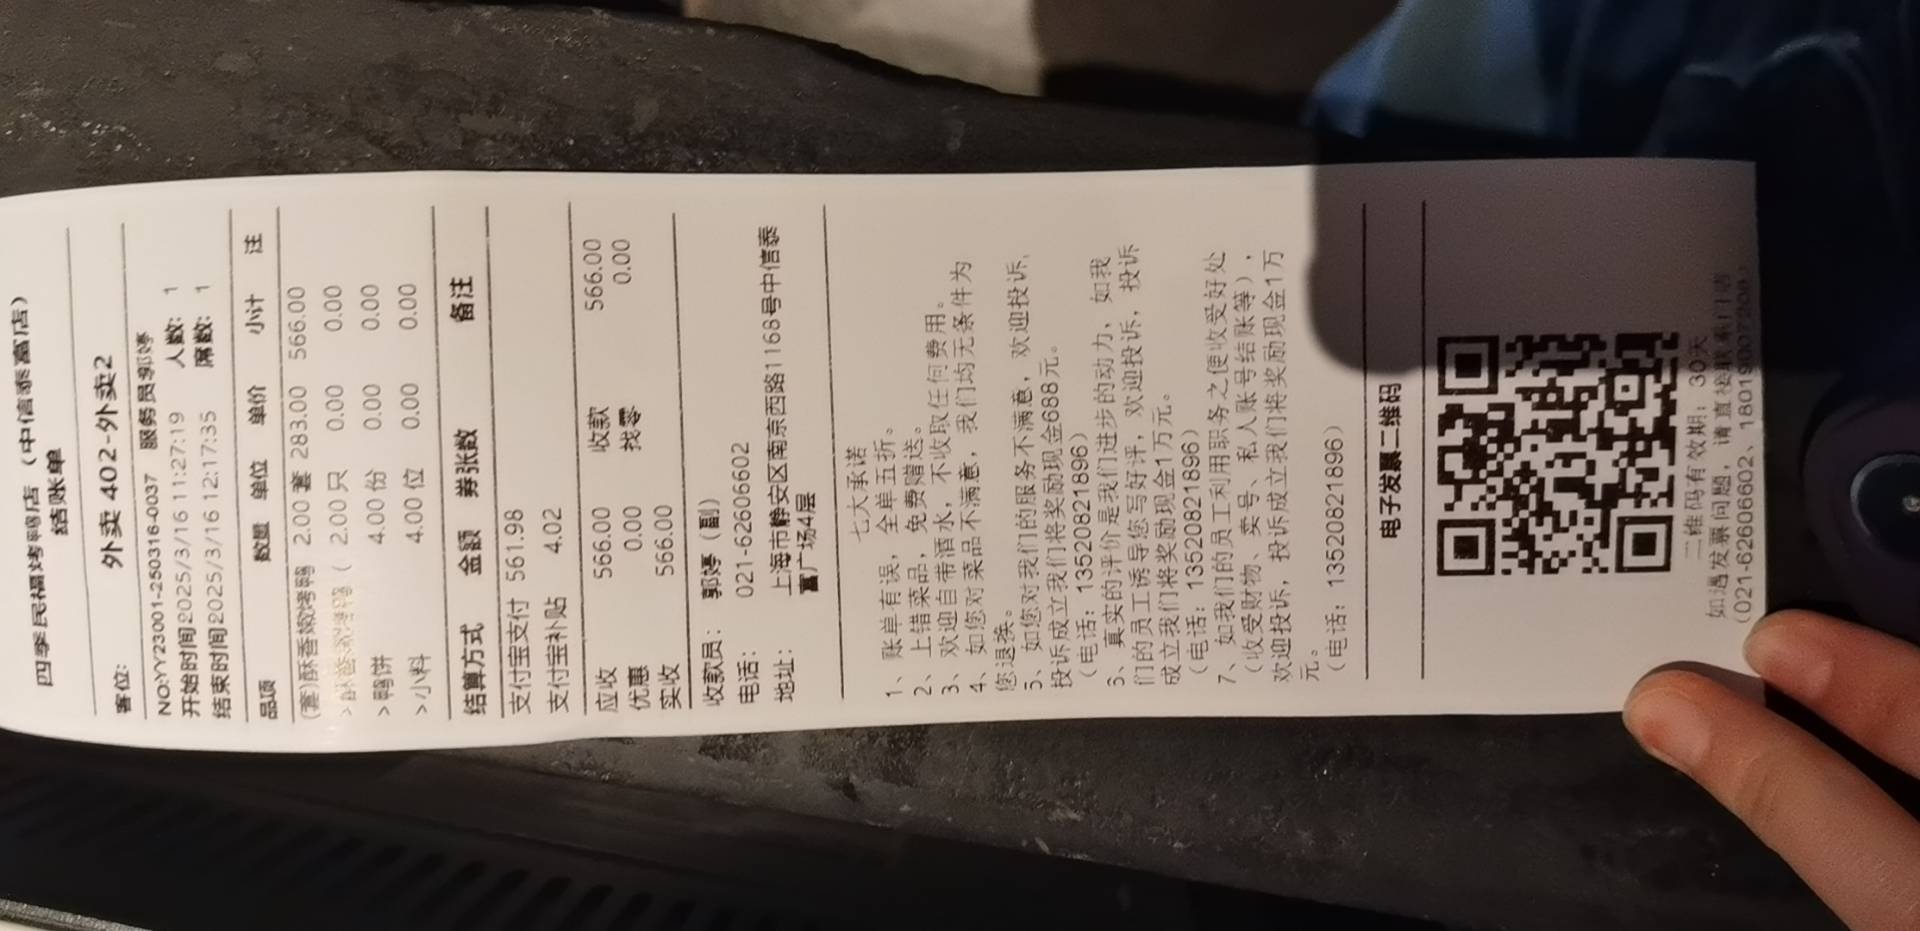 四季民福烤鸭店（中信泰富店）
结账单
客位： 外卖 402-外卖2
NO:YY23001-250316-0037 服务员郭婷
开始时间2025/3/16 11:27:19 人数: 1
结束时间2025/3/16 12:17:35 席数: 1
品项 数量 单位 单价 小计 注
(套)酥香嫩烤鸭 2.00 套 283.00 566.00
>酥香嫩烤鸭（ 2.00 只 0.00 0.00
>鸭饼 4.00 份 0.00 0.00
>小料 4.00 位 0.00 0.00
结算方式 金额 券张数 备注
支付宝支付 561.98
支付宝补贴 4.02
应收 566.00 收款 566.00
优惠 0.00 找零 0.00
实收 566.00
收款员： 郭婷（副）
电话： 021-62606602
地址： 上海市静安区南京西路1168号中信泰
富广场4层
七大承诺
1、账单有误，全单五折。
2、上错菜品，免费赠送。
3、欢迎自带酒水，不收取任何费用。
4、如您对菜品不满意，我们均无条件为
您退换。
5、如您对我们的服务不满意，欢迎投诉，
投诉成立我们将奖励现金688元。
（电话：13520821896）
6、真实的评价是我们进步的动力，如我
们的员工诱导您写好评，欢迎投诉，投诉
成立我们将奖励现金1万元。
（电话：13520821896）
7、如我们的员工利用职务之便收受好处
（收受财物、卖号、私人账号结账等），
欢迎投诉，投诉成立我们将奖励现金1万
元。
（电话：13520821896）
电子发票二维码
二维码有效期：30天
如遇发票问题，请直接联系门店
(021-62606602、